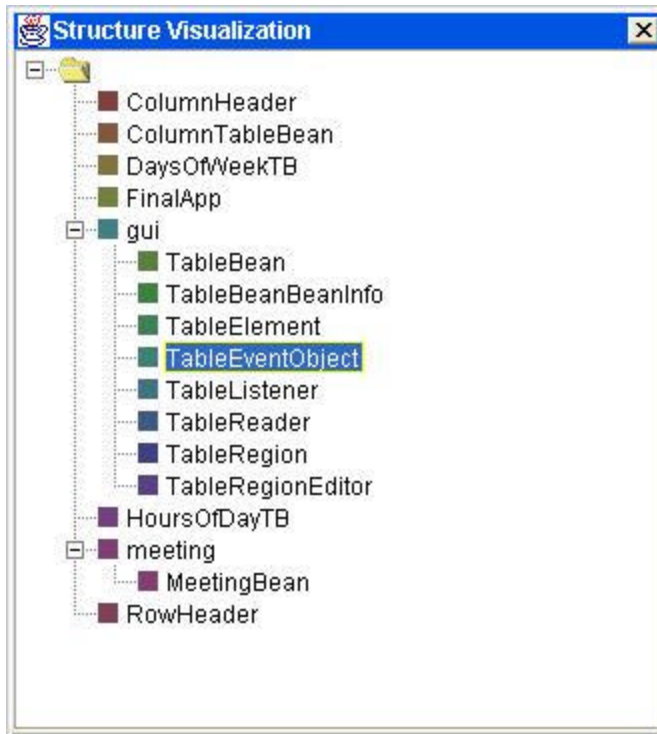 Structure Visualization
ColumnHeader
ColumnTableBean
DaysOfWeekTB
FinalApp
gui
TableBean
TableBeanBeanInfo
TableElement
TableEventObject
TableListener
TableReader
TableRegion
TableRegionEditor
HoursOfDayTB
meeting
MeetingBean
RowHeader